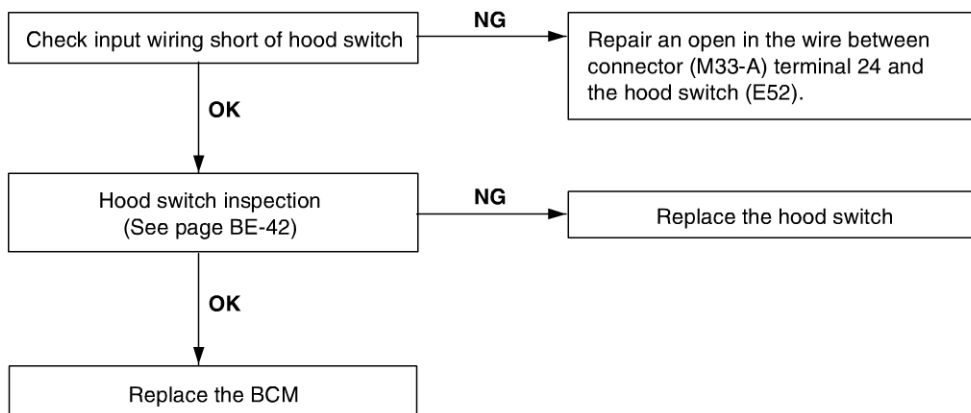 Check input wiring short of hood switch
NG
Repair an open in the wire between
connector (M33-A) terminal 24 and
the hood switch (E52).
OK
Hood switch inspection
(See page BE-42)
NG
Replace the hood switch
OK
Replace the BCM